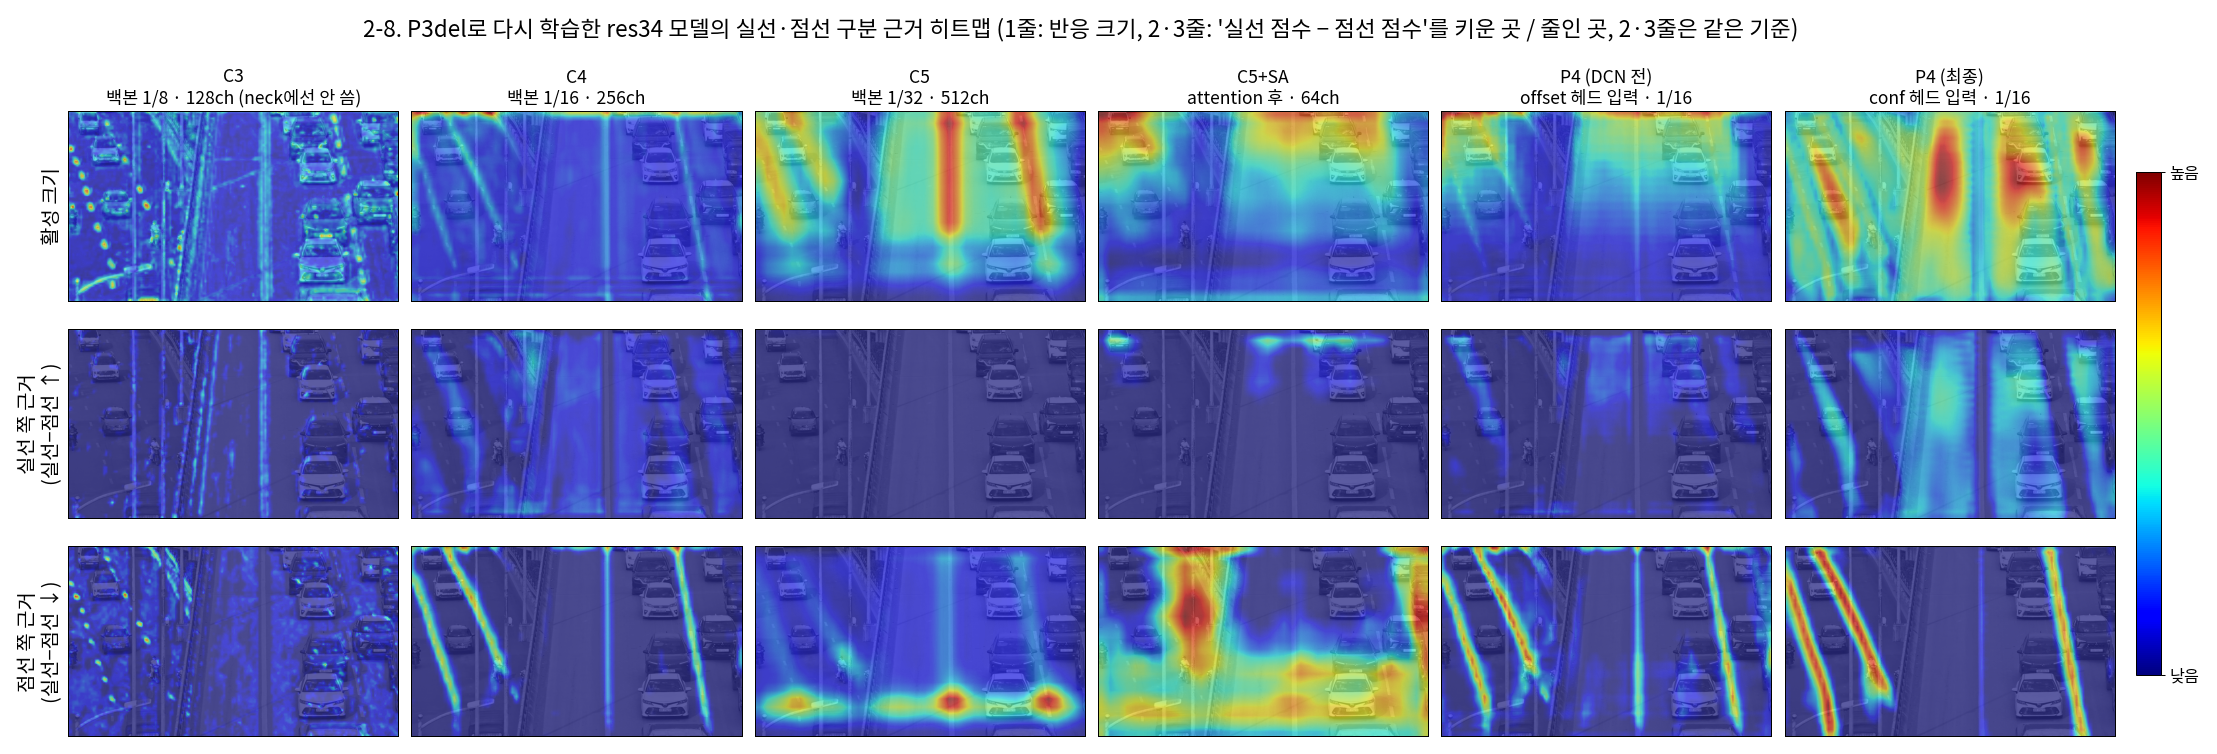 2-8. P3del로 다시 학습한 res34 모델의 실선·점선 구분 근거 히트맵 (1줄: 반응 크기, 2·3줄: '실선 점수 − 점선 점수'를 키운 곳 / 줄인 곳, 2·3줄은 같은 기준)
C3
백본 1/8 · 128ch (neck에선 안 씀)
C4
백본 1/16 · 256ch
C5
백본 1/32 · 512ch
C5+SA
attention 후 · 64ch
P4 (DCN 전)
offset 헤드 입력 · 1/16
P4 (최종)
conf 헤드 입력 · 1/16
활성 크기
실선 쪽 근거
(실선−점선 ↑)
점선 쪽 근거
(실선−점선 ↓)
높음
낮음